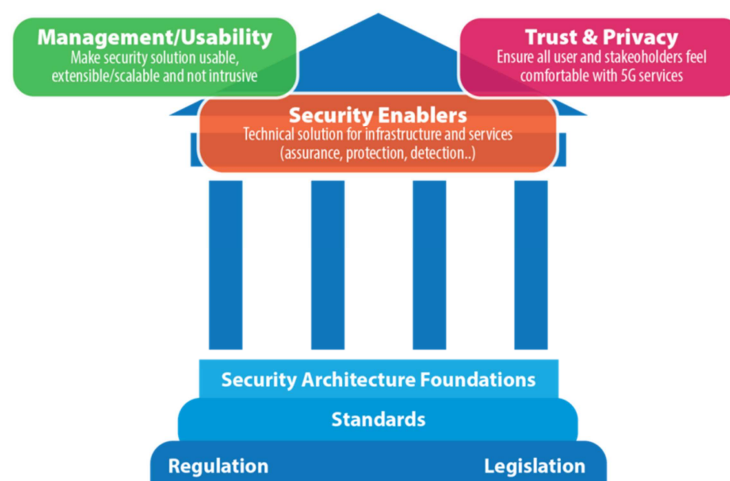 Management/Usability
Make security solution usable,
extensible/scalable and not intrusive
Trust & Privacy
Ensure all user and stakeholders feel
comfortable with 5G services
Security Enablers
Technical solution for infrastructure and services
(assurance, protection, detection..)
Security Architecture Foundations
Standards
Regulation
Legislation